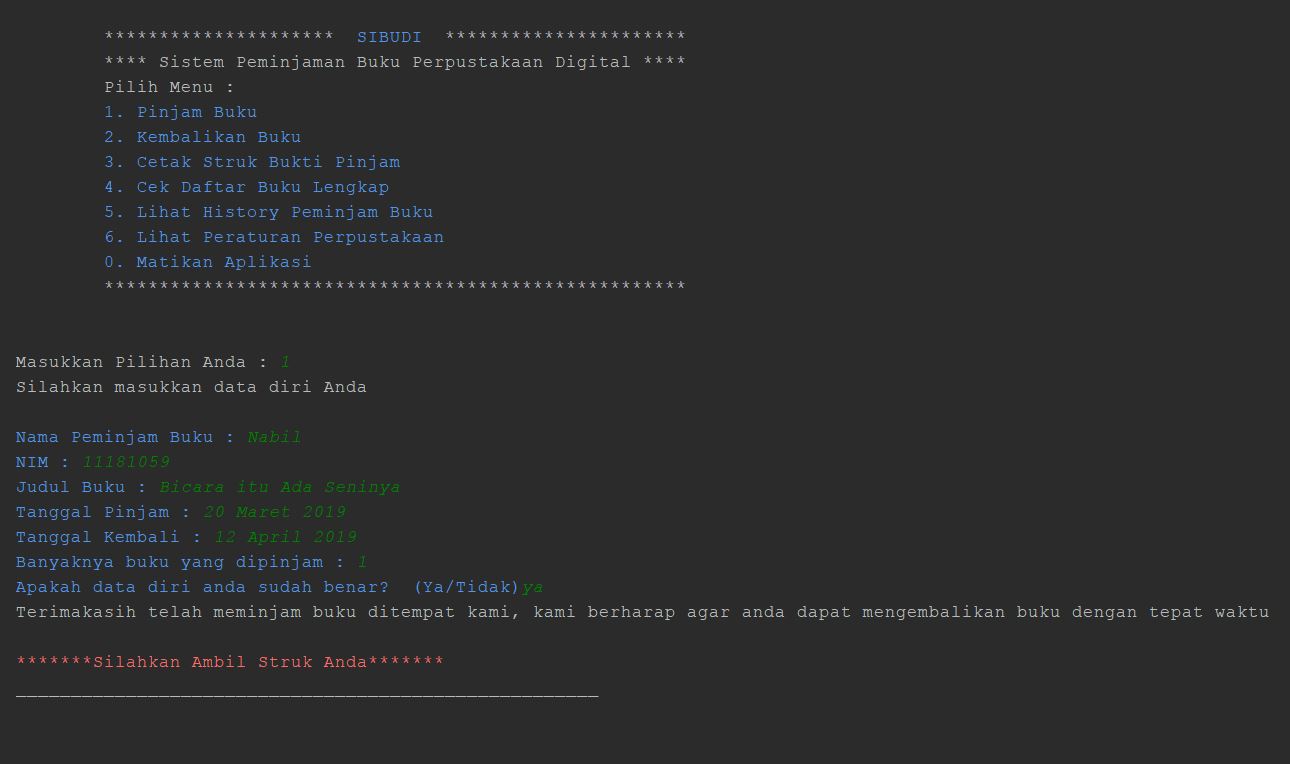 *********************  SIBUDI  **********************
**** Sistem Peminjaman Buku Perpustakaan Digital ****
Pilih Menu :
1. Pinjam Buku
2. Kembalikan Buku
3. Cetak Struk Bukti Pinjam
4. Cek Daftar Buku Lengkap
5. Lihat History Peminjam Buku
6. Lihat Peraturan Perpustakaan
0. Matikan Aplikasi
*****************************************************
Masukkan Pilihan Anda : 1
Silahkan masukkan data diri Anda
Nama Peminjam Buku : Nabil
NIM : 11181059
Judul Buku : Bicara itu Ada Seninya
Tanggal Pinjam : 20 Maret 2019
Tanggal Kembali : 12 April 2019
Banyaknya buku yang dipinjam : 1
Apakah data diri anda sudah benar?  (Ya/Tidak)ya
Terimakasih telah meminjam buku ditempat kami, kami berharap agar anda dapat mengembalikan buku dengan tepat waktu
*******Silahkan Ambil Struk Anda*******
_____________________________________________________